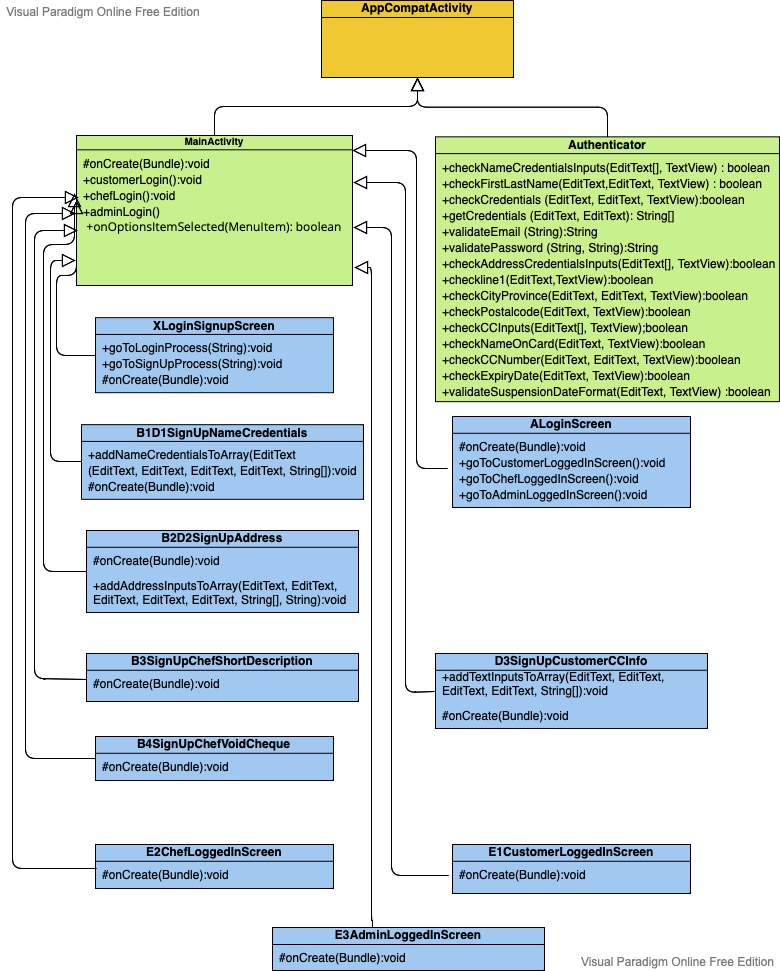 Visual Paradigm Online Free Edition
AppCompatActivity
MainActivity
#onCreate(Bundle):void
+customerLogin():void
+chefLogin():void
+adminLogin()
+onOptionsItemSelected(MenuItem): boolean
Authenticator
+checkNameCredentialsInputs(EditText[], TextView) : boolean
+checkFirstLastName(EditText,EditText, TextView) : boolean
+checkCredentials (EditText, EditText, TextView):boolean
+getCredentials (EditText, EditText): String[]
+validateEmail (String):String
+validatePassword (String, String):String
+checkAddressCredentialsInputs(EditText[], TextView):boolean
+checkline1(EditText,TextView):boolean
+checkCityProvince(EditText, EditText, TextView):boolean
+checkPostalcode(EditText, TextView):boolean
+checkCCInputs(EditText[], TextView);boolean
+checkNameOnCard(EditText, TextView):boolean
+checkCCNumber(EditText, EditText, TextView):boolean
+checkExpiryDate(EditText, TextView):boolean
+validateSuspensionDateFormat(EditText, TextView) :boolean
XLoginSignupScreen
+goToLoginProcess(String):void
+goToSignUpProcess(String):void
#onCreate(Bundle):void
B1D1SignUpNameCredentials
+addNameCredentialsToArray(EditText
(EditText, EditText, EditText, EditText, String[]):void
#onCreate(Bundle):void
ALoginScreen
#onCreate(Bundle):void
+goToCustomerLoggedInScreen():void
+goToChefLoggedInScreen():void
+goToAdminLoggedInScreen():void
B2D2SignUpAddress
#onCreate(Bundle):void
+addAddressInputsToArray(EditText, EditText,
EditText, EditText, EditText, String[], String):void
B3SignUpChefShortDescription
#onCreate(Bundle):void
D3SignUpCustomerCCInfo
+addTextInputsToArray(EditText, EditText,
EditText, EditText, String[]):void
#onCreate(Bundle):void
B4SignUpChefVoidCheque
#onCreate(Bundle):void
E2ChefLoggedInScreen
#onCreate(Bundle):void
E1CustomerLoggedInScreen
#onCreate(Bundle):void
E3AdminLoggedInScreen
#onCreate(Bundle):void
Visual Paradigm Online Free Edition